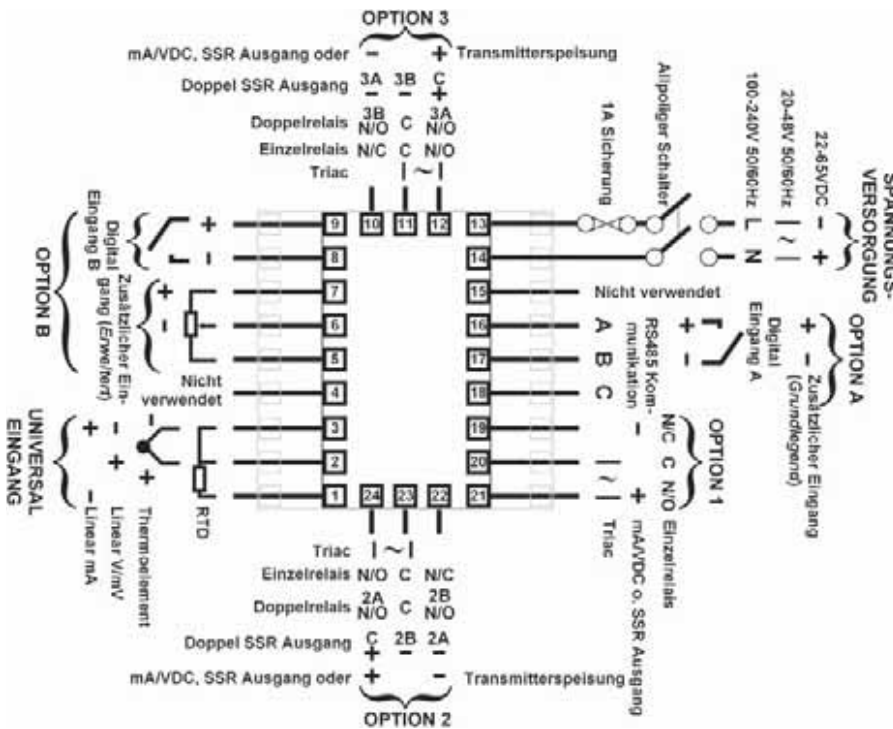 OPTION 3
mA/VDC, SSR Ausgang oder − + Transmitterspeisung
Doppel SSR Ausgang 3A 3B C
− − +
Doppelrelais 3B N/O C 3A N/O
Einzelrelais N/C C N/O
Triac | ~ |
9 10 11 12 13
8 14
7 15
6 16
5 17
4 18
3 19
2 20
1 24 23 22 21
OPTION B
Digital
Eingang B
+
−
Zusätzlicher Ein-
gang (Erweitert)
+
−
Nicht
verwendet
UNIVERSAL
EINGANG
+ − Linear mA
− + Linear V/mV
− + Thermoelement
RTD
1A Sicherung
Allpoliger Schalter
L N 100-240V 50/60Hz
| ~ | 20-48V 50/60Hz
− + 22-65VDC
SPANNUNGS-
VERSORGUNG
Nicht verwendet
A B C
RS485 Kom-
munikation
+ −
Digital
Eingang A
+ − Zusätzlicher Eingang
(Grundlegend)
OPTION A
OPTION 1
| ~ | Triac
− + mA/VDC o. SSR Ausgang
N/C C N/O Einzelrelais
Triac | ~ |
Einzelrelais N/O C N/C
Doppelrelais 2A N/O C 2B N/O
Doppel SSR Ausgang C 2B 2A
+ − −
mA/VDC, SSR Ausgang oder + − Transmitterspeisung
OPTION 2